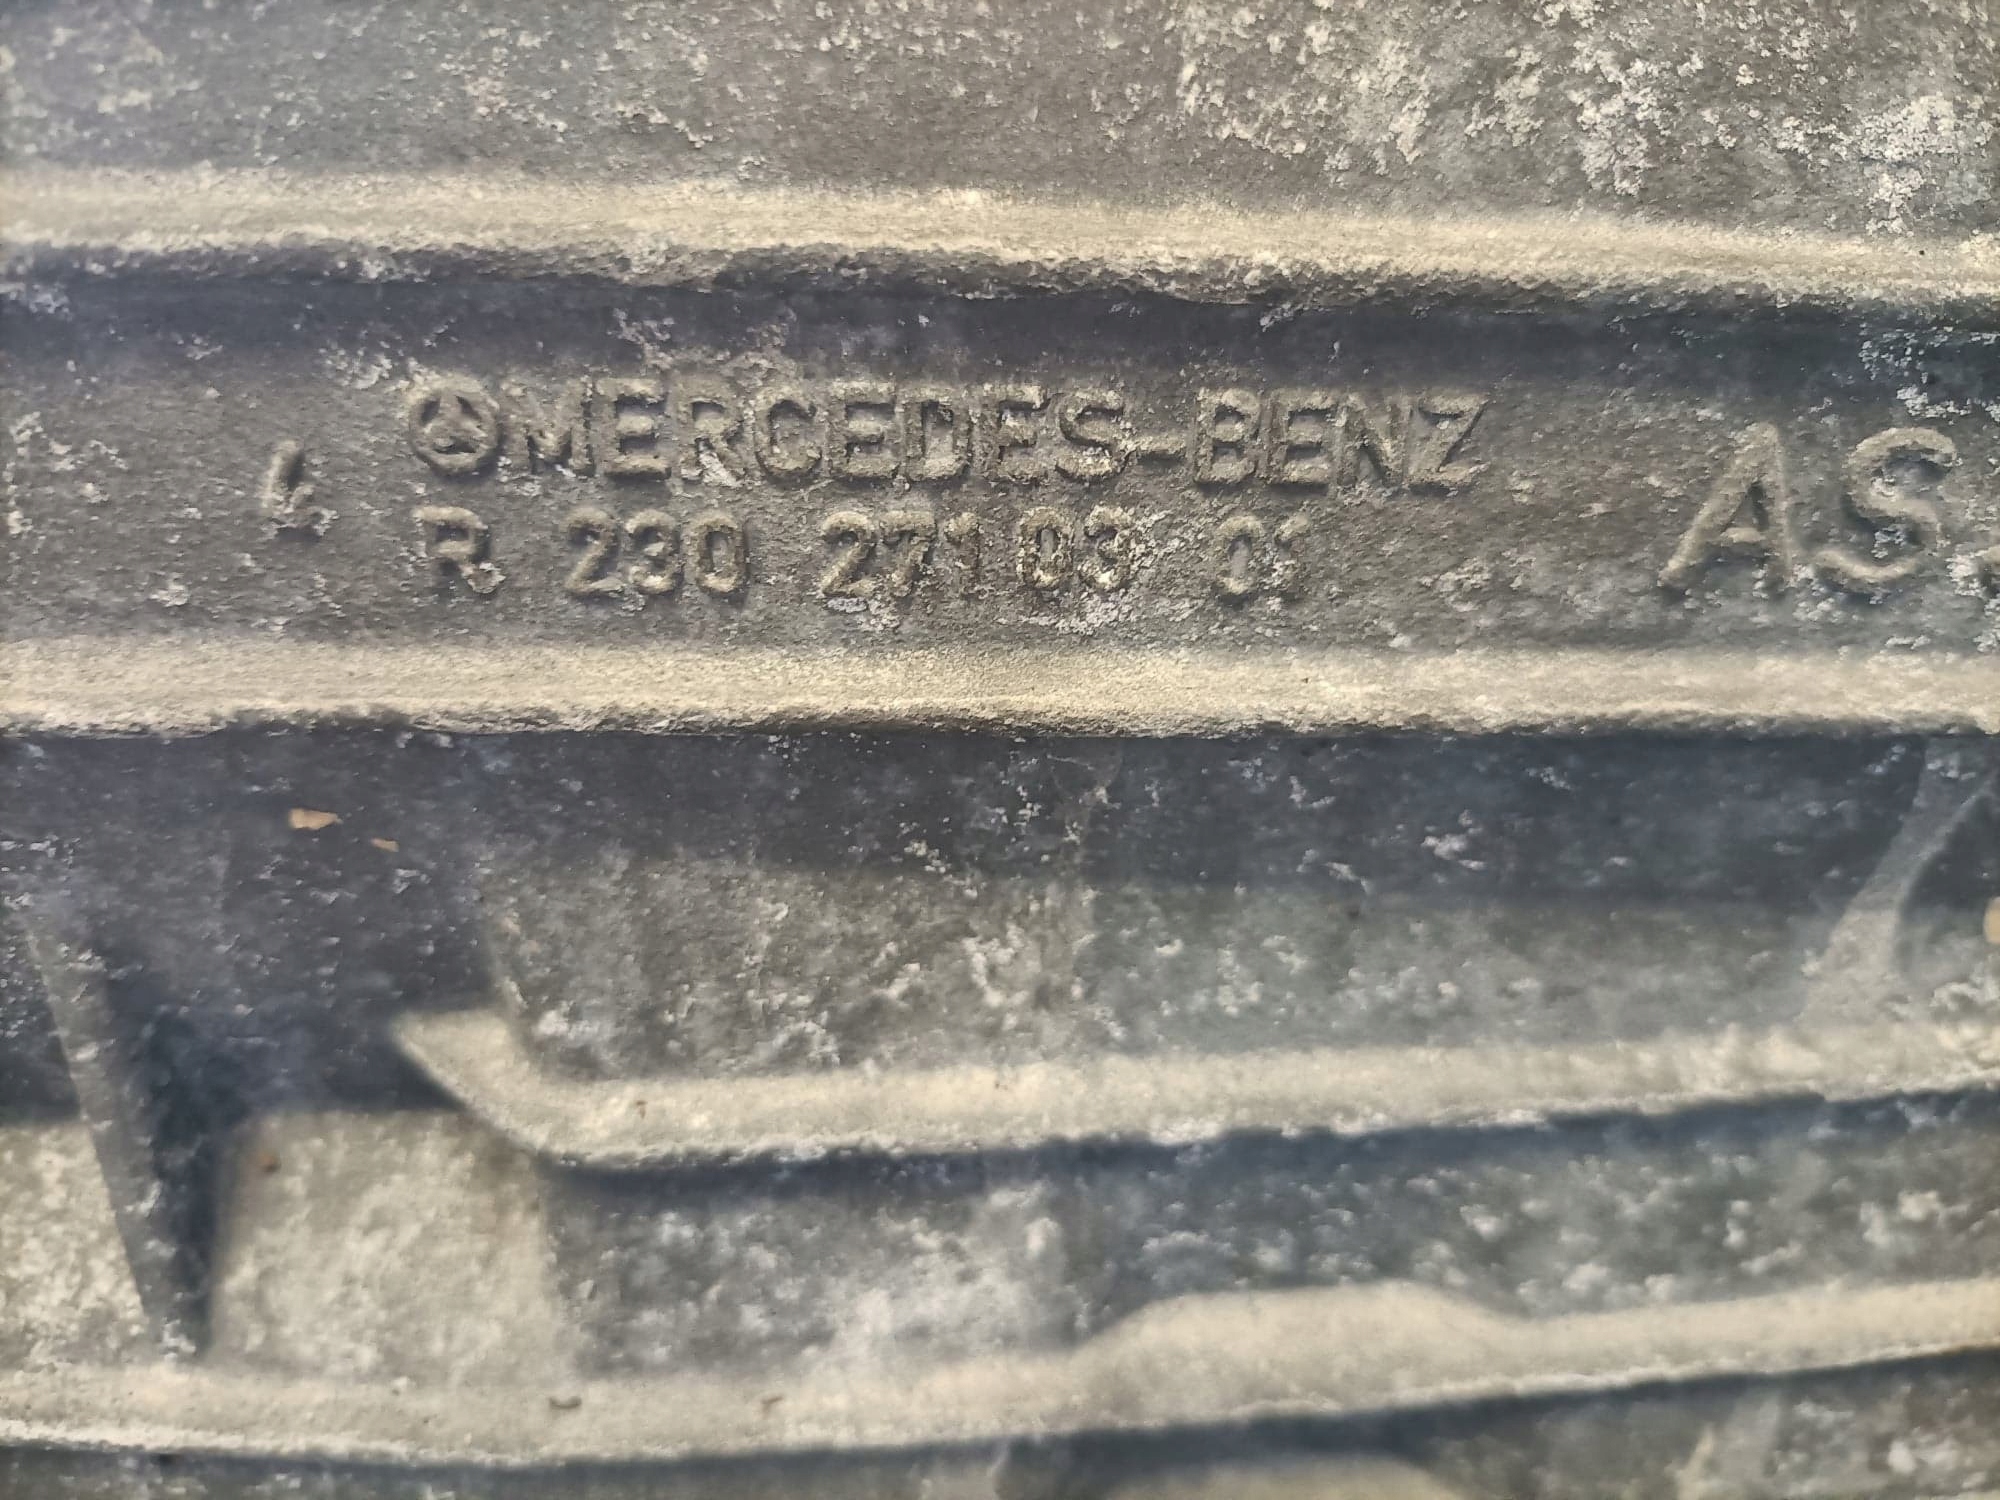 MERCEDES-BENZ
R 230 271 03 01
AS